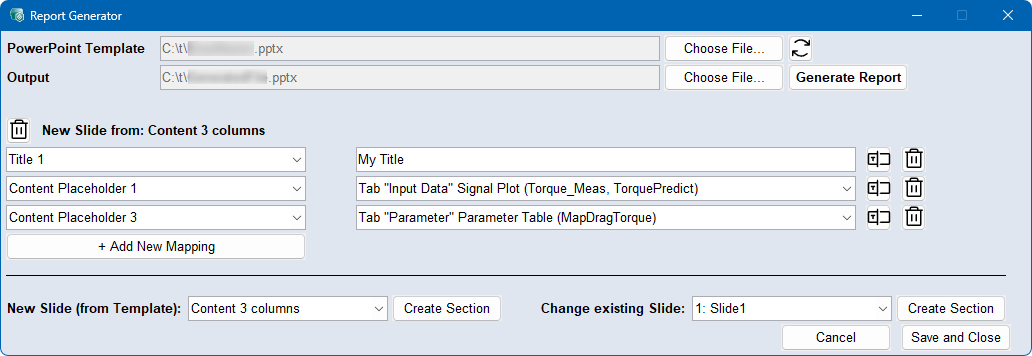 Report Generator
PowerPoint Template C:\t\ .pptx Choose File...
Output C:\t\ .pptx Choose File... Generate Report
New Slide from: Content 3 columns
Title 1 My Title
Content Placeholder 1 Tab "Input Data" Signal Plot (Torque_Meas, TorquePredict)
Content Placeholder 3 Tab "Parameter" Parameter Table (MapDragTorque)
+ Add New Mapping
New Slide (from Template): Content 3 columns Create Section Change existing Slide: 1: Slide1 Create Section
Cancel Save and Close